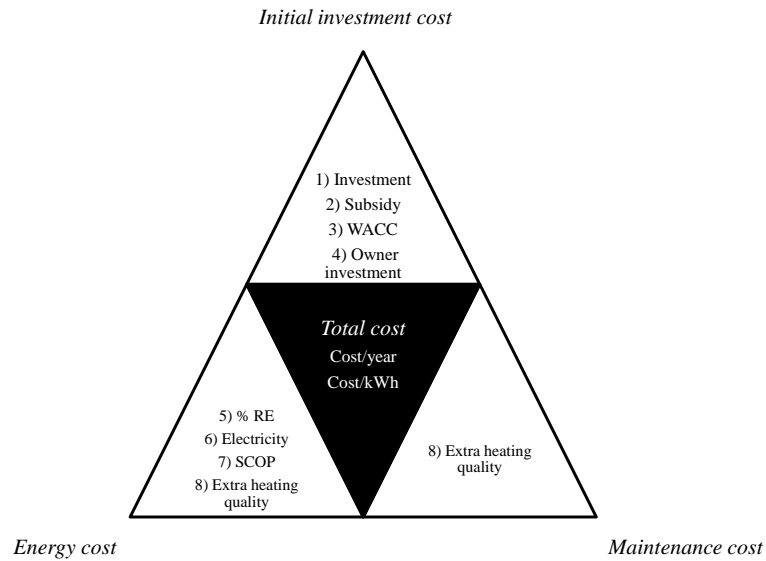 Initial investment cost
1) Investment
2) Subsidy
3) WACC
4) Owner
investment
Total cost
Cost/year
Cost/kWh
5) % RE
6) Electricity
7) SCOP
8) Extra heating
quality
8) Extra heating
quality
Energy cost
Maintenance cost